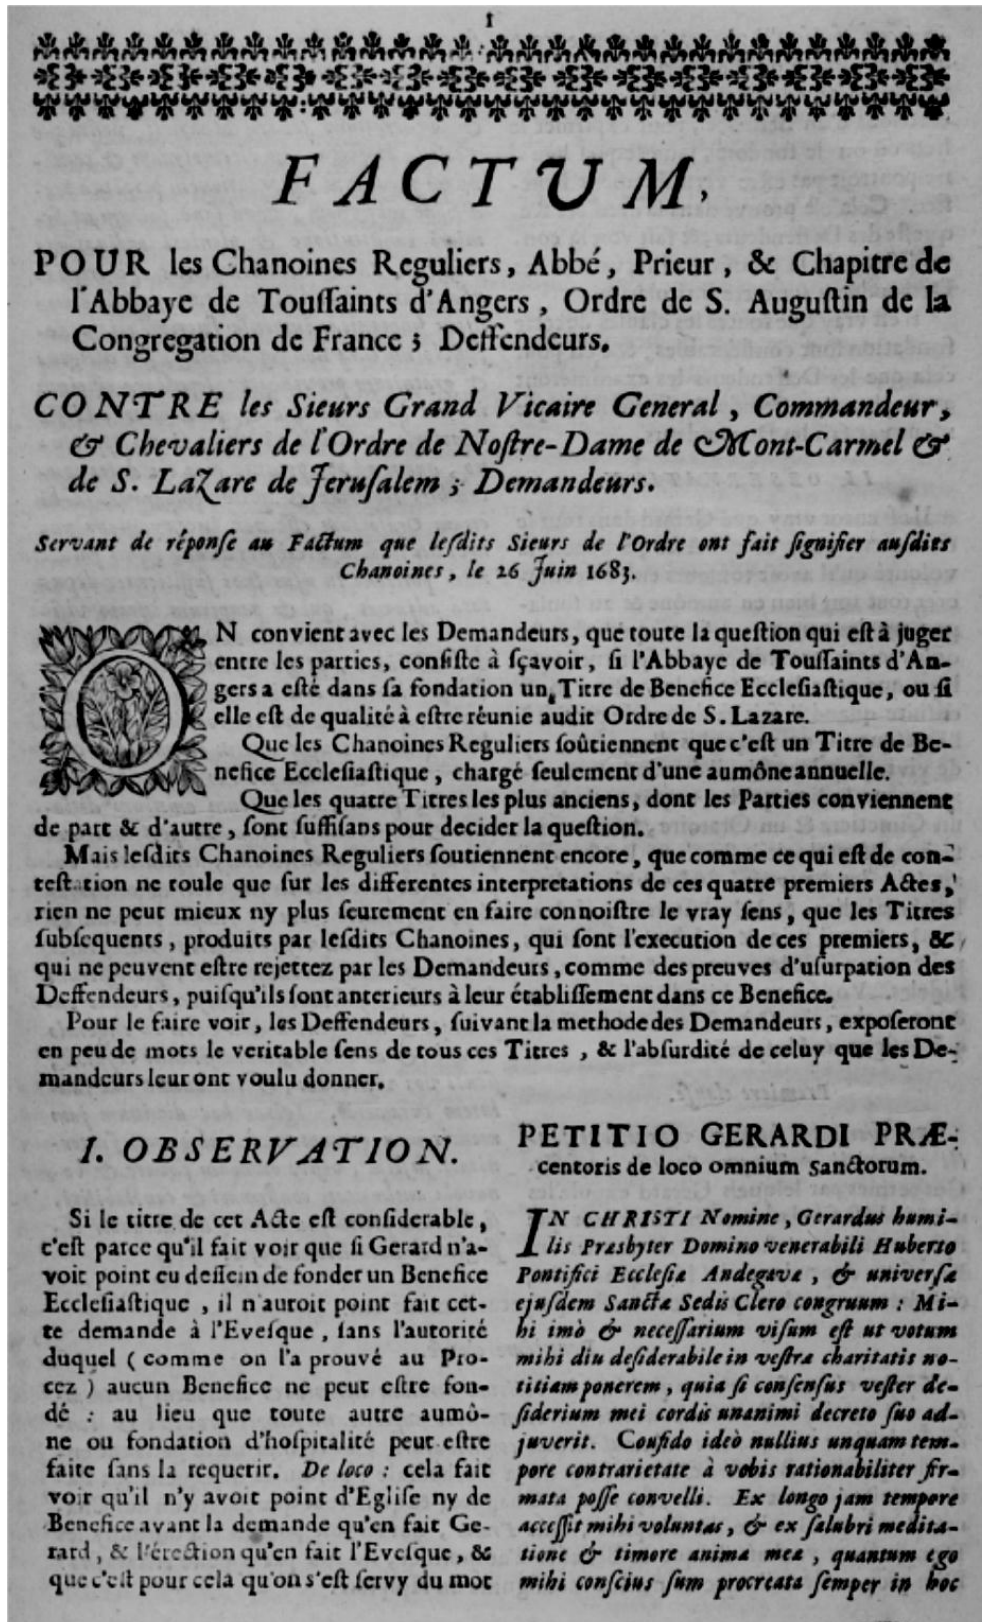 1
FACTUM,
POUR les Chanoines Reguliers, Abbé, Prieur, & Chapitre de
l'Abbaye de Toussaints d'Angers, Ordre de S. Augustin de la
Congregation de France ; Deffendeurs.
CONTRE les Sieurs Grand Vicaire General, Commandeur,
& Chevaliers de l'Ordre de Nostre-Dame de Mont-Carmel &
de S. LaZare de Jerusalem ; Demandeurs.
Servant de réponse au Factum que lesdits Sieurs de l'Ordre ont fait signifier ausdits
Chanoines, le 26 Juin 1683.
ON convient avec les Demandeurs, que toute la question qui est à juger
entre les parties, consiste à sçavoir, si l'Abbaye de Toussaints d'An-
gers a esté dans sa fondation un Titre de Benefice Ecclesiastique, ou si
elle est de qualité à estre réunie audit Ordre de S. Lazare.
Que les Chanoines Reguliers soûtiennent que c'est un Titre de Be-
nefice Ecclesiastique, chargé seulement d'une aumône annuelle.
Que les quatre Titres les plus anciens, dont les Parties conviennent
de part & d'autre, sont suffisans pour decider la question.
Mais lesdits Chanoines Reguliers soutiennent encore, que comme ce qui est de con-
testation ne roule que sur les differentes interpretations de ces quatre premiers Actes,
rien ne peut mieux ny plus seurement en faire connoistre le vray sens, que les Titres
subsequents, produits par lesdits Chanoines, qui sont l'execution de ces premiers, &
qui ne peuvent estre rejettez par les Demandeurs, comme des preuves d'usurpation des
Deffendeurs, puisqu'ils sont anterieurs à leur établissement dans ce Benefice.
Pour le faire voir, les Deffendeurs, suivant la methode des Demandeurs, exposeront
en peu de mots le veritable sens de tous ces Titres, & l'absurdité de celuy que les De-
mandeurs leur ont voulu donner.
I. OBSERVATION.
Si le titre de cet Acte est considerable,
c'est parce qu'il fait voir que si Gerard n'a-
voit point eu dessein de fonder un Benefice
Ecclesiastique, il n'auroit point fait cet-
te demande à l'Evesque, sans l'autorité
duquel ( comme on l'a prouvé au Pro-
cez ) aucun Benefice ne peut estre fon-
dé : au lieu que toute autre aumô-
ne ou fondation d'hospitalité peut estre
faite sans la requerir. De loco : cela fait
voir qu'il n'y avoit point d'Eglise ny de
Benefice avant la demande qu'en fait Ge-
rard, & l'érection qu'en fait l'Evesque, &
que c'est pour cela qu'on s'est servy du mot
PETITIO GERARDI PRÆ-
centoris de loco omnium Sanctorum.
IN CHRISTI Nomine, Gerardus humi-
lis Præsbyter Domino venerabili Huberto
Pontifici Ecclesiæ Andegavæ, & universæ
ejusdem Sanctæ Sedis Clero congruum : Mi-
hi imò & necessarium visum est ut votum
mihi diu desiderabile in vestræ charitatis no-
titiam ponerem, quia si consensus vester de-
siderium mei cordis unanimi decreto suo ad-
juverit. Confido ideò nullius unquam tem-
pore contrarietate à vobis rationabiliter fir-
mata posse convelli. Ex longo jam tempore
accessit mihi voluntas, & ex salubri medita-
tione & timore animæ meæ, quantum ego
mihi conscius sum procreata semper in hoc